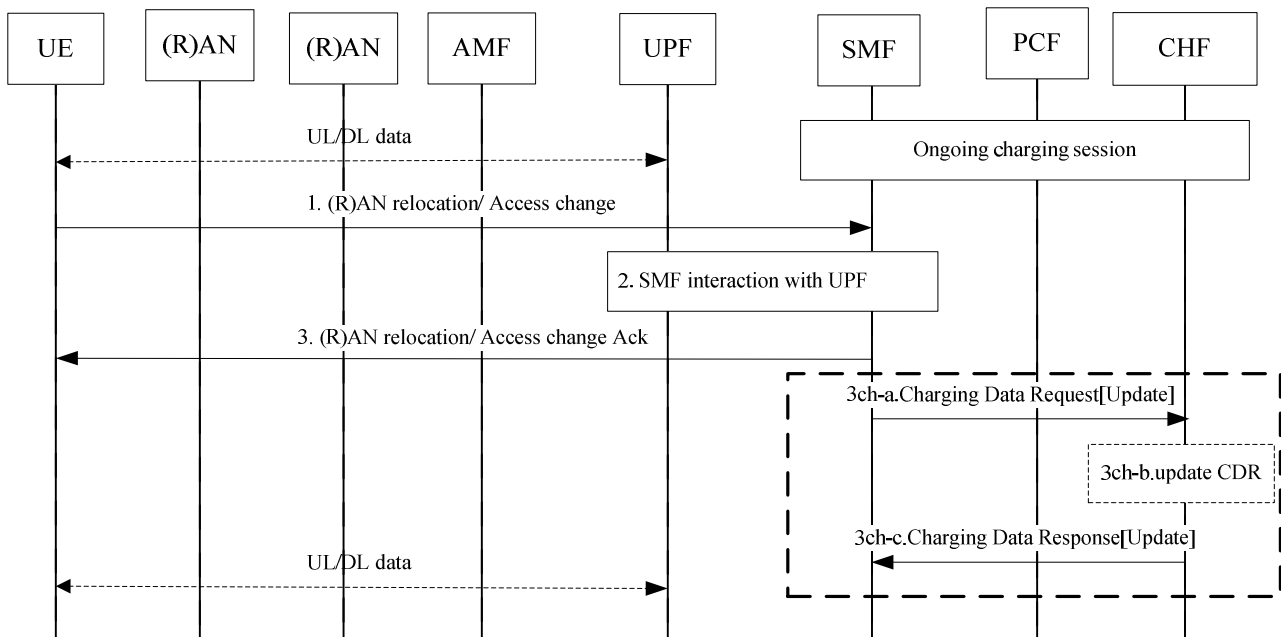 UE
(R)AN
(R)AN
AMF
UPF
SMF
PCF
CHF
UL/DL data
Ongoing charging session
1. (R)AN relocation/ Access change
2. SMF interaction with UPF
3. (R)AN relocation/ Access change Ack
3ch-a.Charging Data Request[Update]
3ch-b.update CDR
3ch-c.Charging Data Response[Update]
UL/DL data